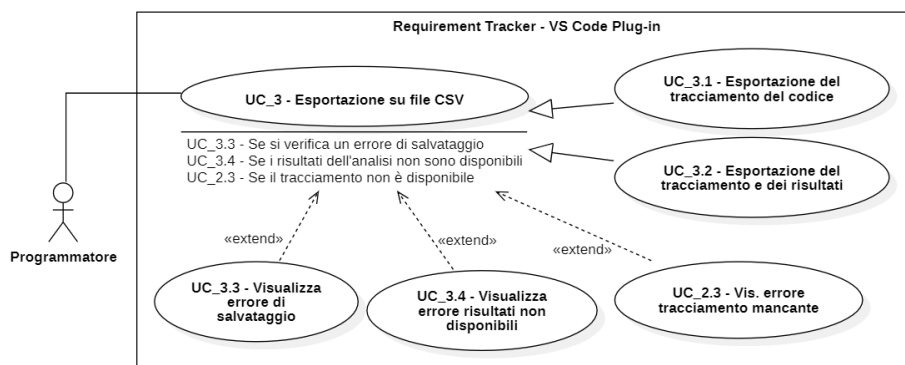 Requirement Tracker - VS Code Plug-in
UC_3 - Esportazione su file CSV
UC_3.1 - Esportazione del
tracciamento del codice
UC_3.3 - Se si verifica un errore di salvataggio
UC_3.4 - Se i risultati dell'analisi non sono disponibili
UC_2.3 - Se il tracciamento non è disponibile
UC_3.2 - Esportazione del
tracciamento e dei risultati
Programmatore
«extend»
«extend»
«extend»
UC_3.3 - Visualizza
errore di
salvataggio
UC_3.4 - Visualizza
errore risultati non
disponibili
UC_2.3 - Vis. errore
tracciamento mancante